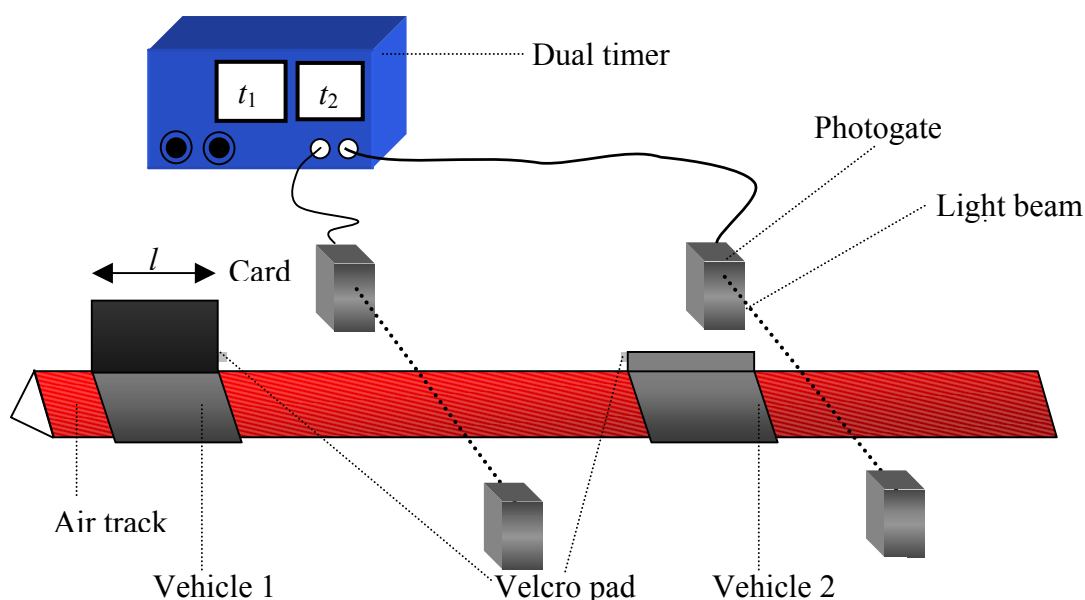 Dual timer
t1 t2
Photogate
Light beam
l Card
Air track
Vehicle 1 Velcro pad Vehicle 2